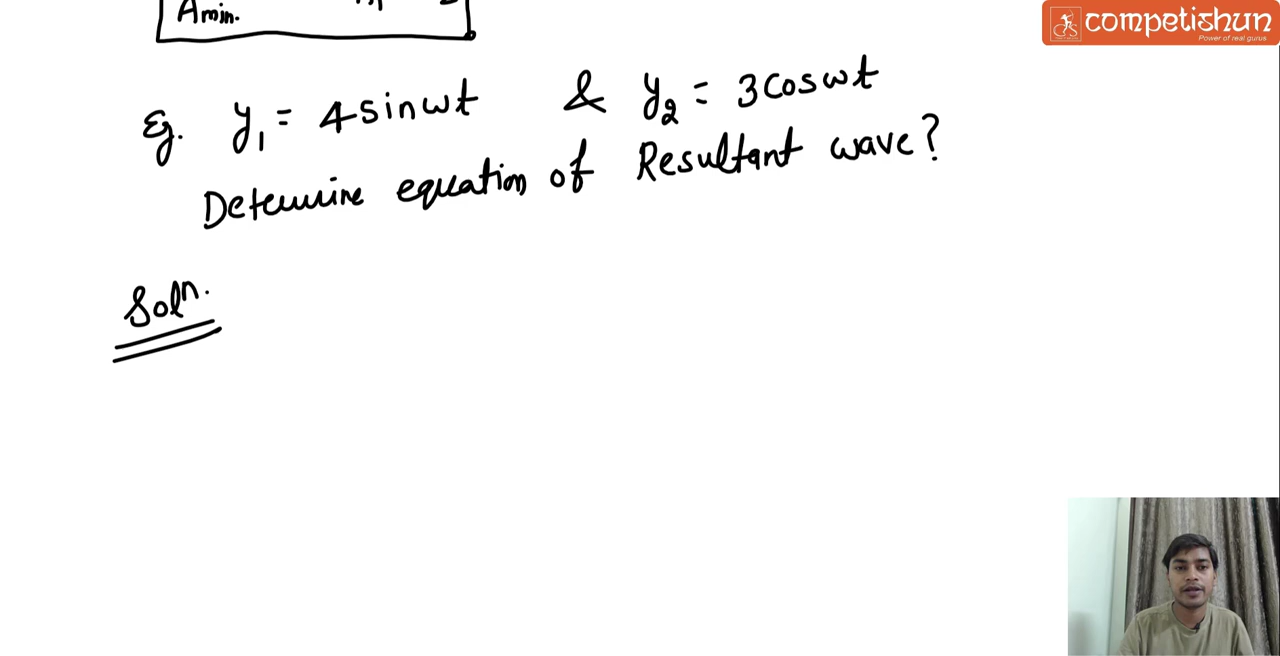 Amin.
competishun
Power of real gurus
Eg. y₁ = 4sinωt & y₂ = 3cosωt
Determine equation of Resultant wave?
Soln.